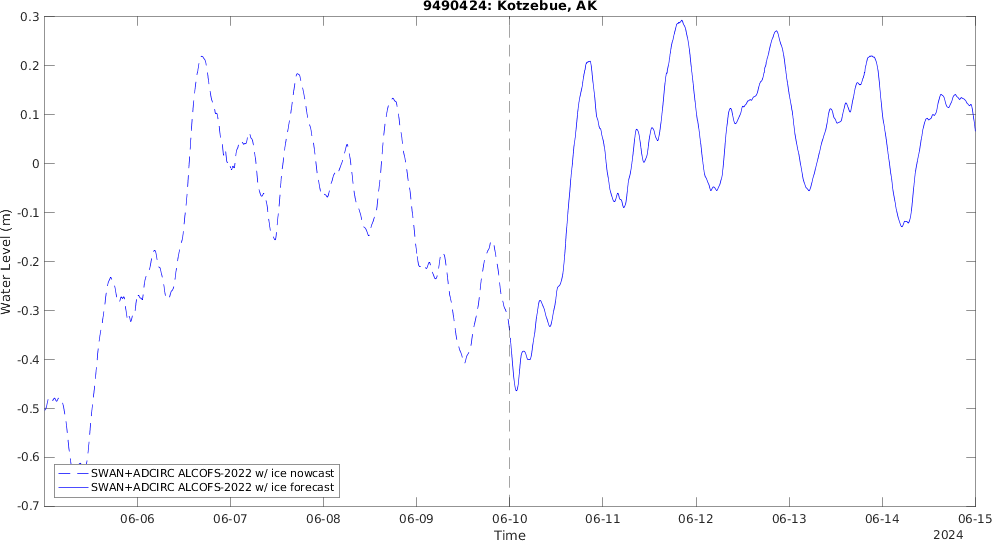 9490424: Kotzebue, AK
0.3
0.2
0.1
0
-0.1
-0.2
-0.3
-0.4
-0.5
-0.6
-0.7
Water Level (m)
SWAN+ADCIRC ALCOFS-2022 w/ ice nowcast
SWAN+ADCIRC ALCOFS-2022 w/ ice forecast
06-06 06-07 06-08 06-09 06-10 06-11 06-12 06-13 06-14 06-15
Time
2024